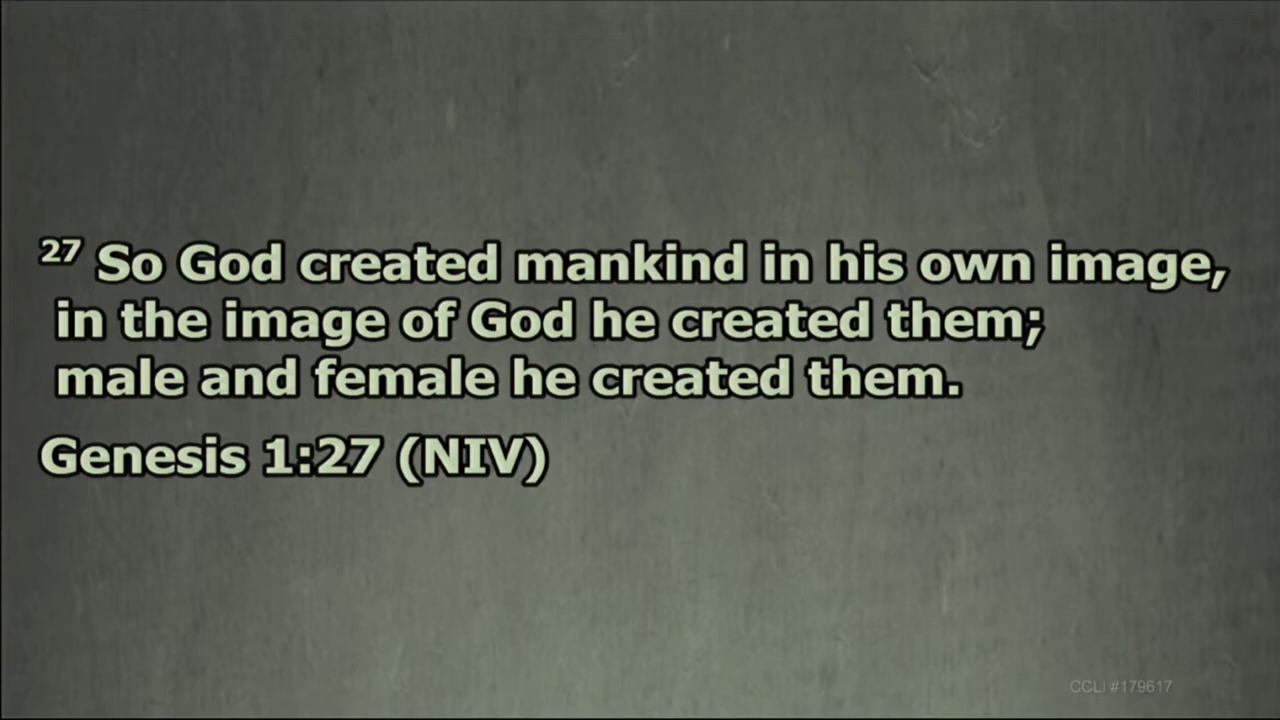 27 So God created mankind in his own image,
in the image of God he created them;
male and female he created them.
Genesis 1:27 (NIV)
CCLI #179617